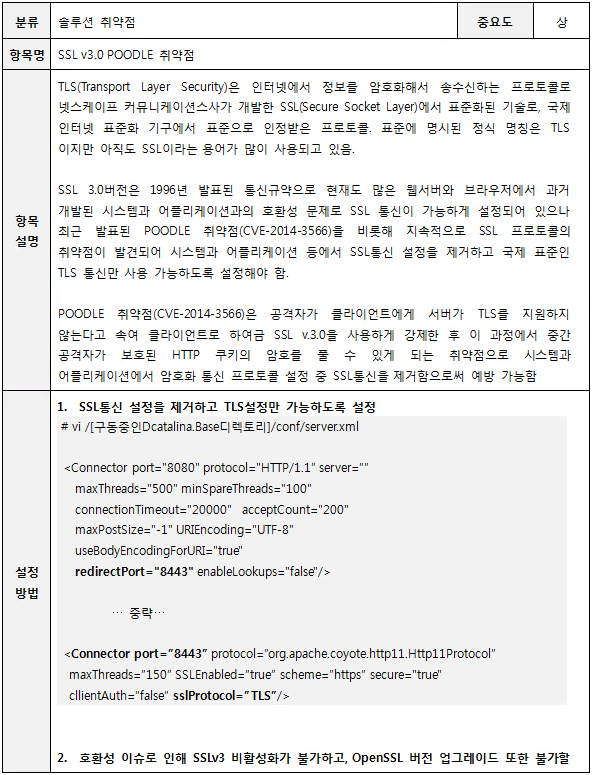 분류 솔루션 취약점 중요도 상
항목명 SSL v3.0 POODLE 취약점
TLS(Transport Layer Security)은 인터넷에서 정보를 암호화해서 송수신하는 프로토콜로
넷스케이프 커뮤니케이션스사가 개발한 SSL(Secure Socket Layer)에서 표준화된 기술로, 국제
인터넷 표준화 기구에서 표준으로 인정받은 프로토콜. 표준에 명시된 정식 명칭은 TLS
이지만 아직도 SSL이라는 용어가 많이 사용되고 있음.
SSL 3.0버전은 1996년 발표된 통신규약으로 현재도 많은 웹서버와 브라우저에서 과거
개발된 시스템과 어플리케이션과의 호환성 문제로 SSL 통신이 가능하게 설정되어 있으나
항목
설명
최근 발표된 POODLE 취약점(CVE-2014-3566)을 비롯해 지속적으로 SSL 프로토콜의
취약점이 발견되어 시스템과 어플리케이션 등에서 SSL통신 설정을 제거하고 국제 표준인
TLS 통신만 사용 가능하도록 설정해야 함.
POODLE 취약점(CVE-2014-3566)은 공격자가 클라이언트에게 서버가 TLS를 지원하지
않는다고 속여 클라이언트로 하여금 SSL v.3.0을 사용하게 강제한 후 이 과정에서 중간
공격자가 보호된 HTTP 쿠키의 암호를 풀 수 있게 되는 취약점으로 시스템과
어플리케이션에서 암호화 통신 프로토콜 설정 중 SSL통신을 제거함으로써 예방 가능함
설정
방법
1. SSL통신 설정을 제거하고 TLS설정만 가능하도록 설정
# vi /[구동중인Dcatalina.Base디렉토리]/conf/server.xml
<Connector port="8080" protocol="HTTP/1.1" server=""
maxThreads="500" minSpareThreads="100"
connectionTimeout="20000" acceptCount="200"
maxPostSize="-1" URIEncoding="UTF-8"
useBodyEncodingForURI="true"
redirectPort="8443" enableLookups="false"/>
… 중략…
<Connector port="8443" protocol="org.apache.coyote.http11.Http11Protocol"
maxThreads="150" SSLEnabled="true" scheme="https" secure="true"
cllientAuth="false" sslProtocol="TLS"/>
2. 호환성 이슈로 인해 SSLv3 비활성화가 불가하고, OpenSSL 버전 업그레이드 또한 불가할